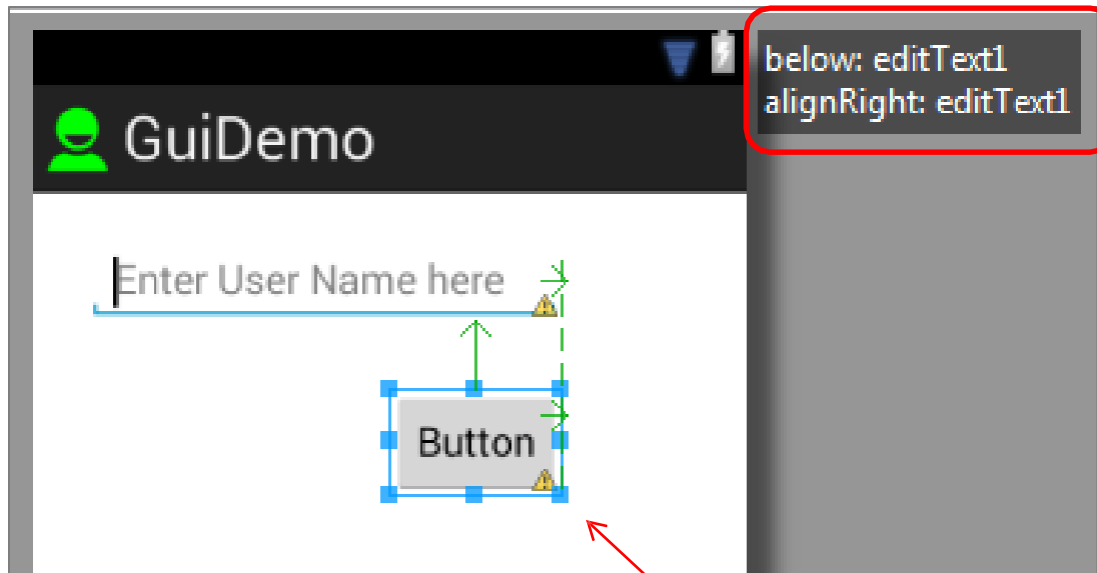 below: editText1
alignRight: editText1
GuiDemo
Enter User Name here
Button